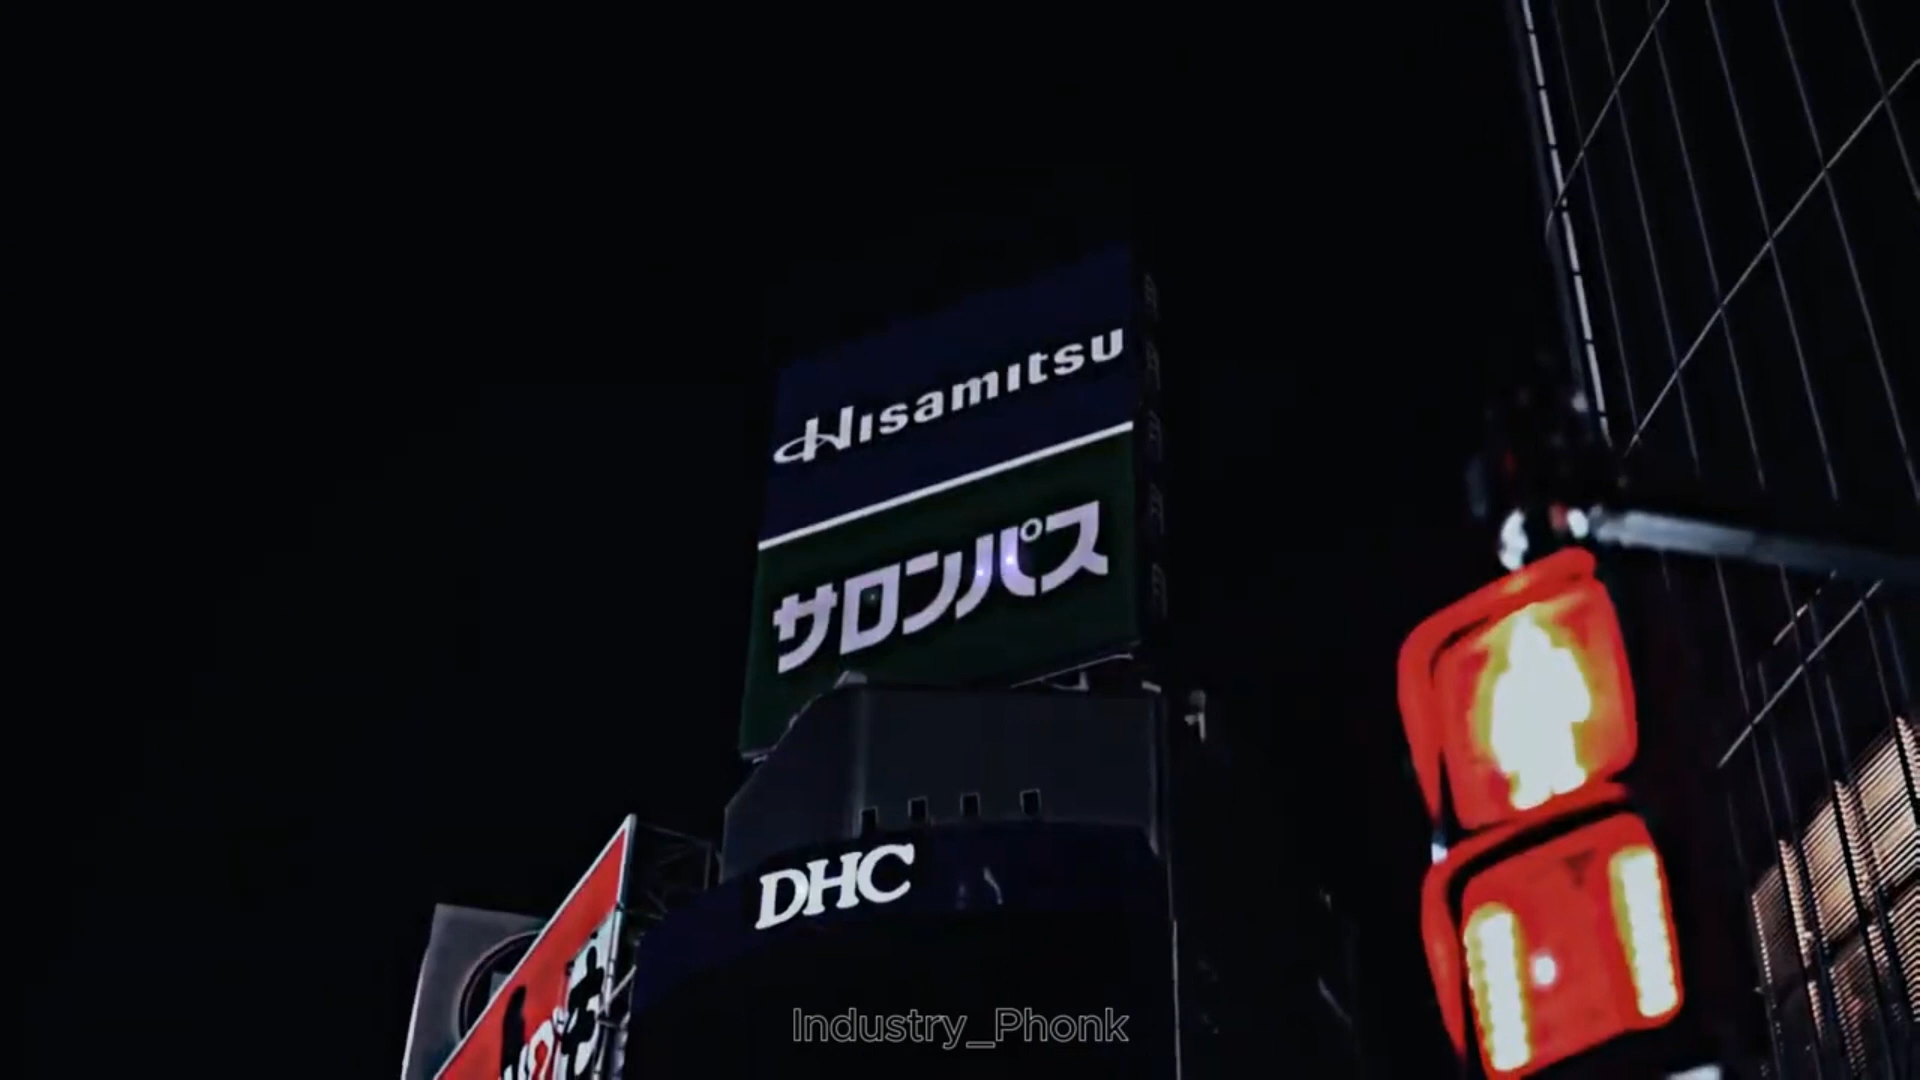 Hisamitsu
サロンパス
DHC
Industry_Phonk